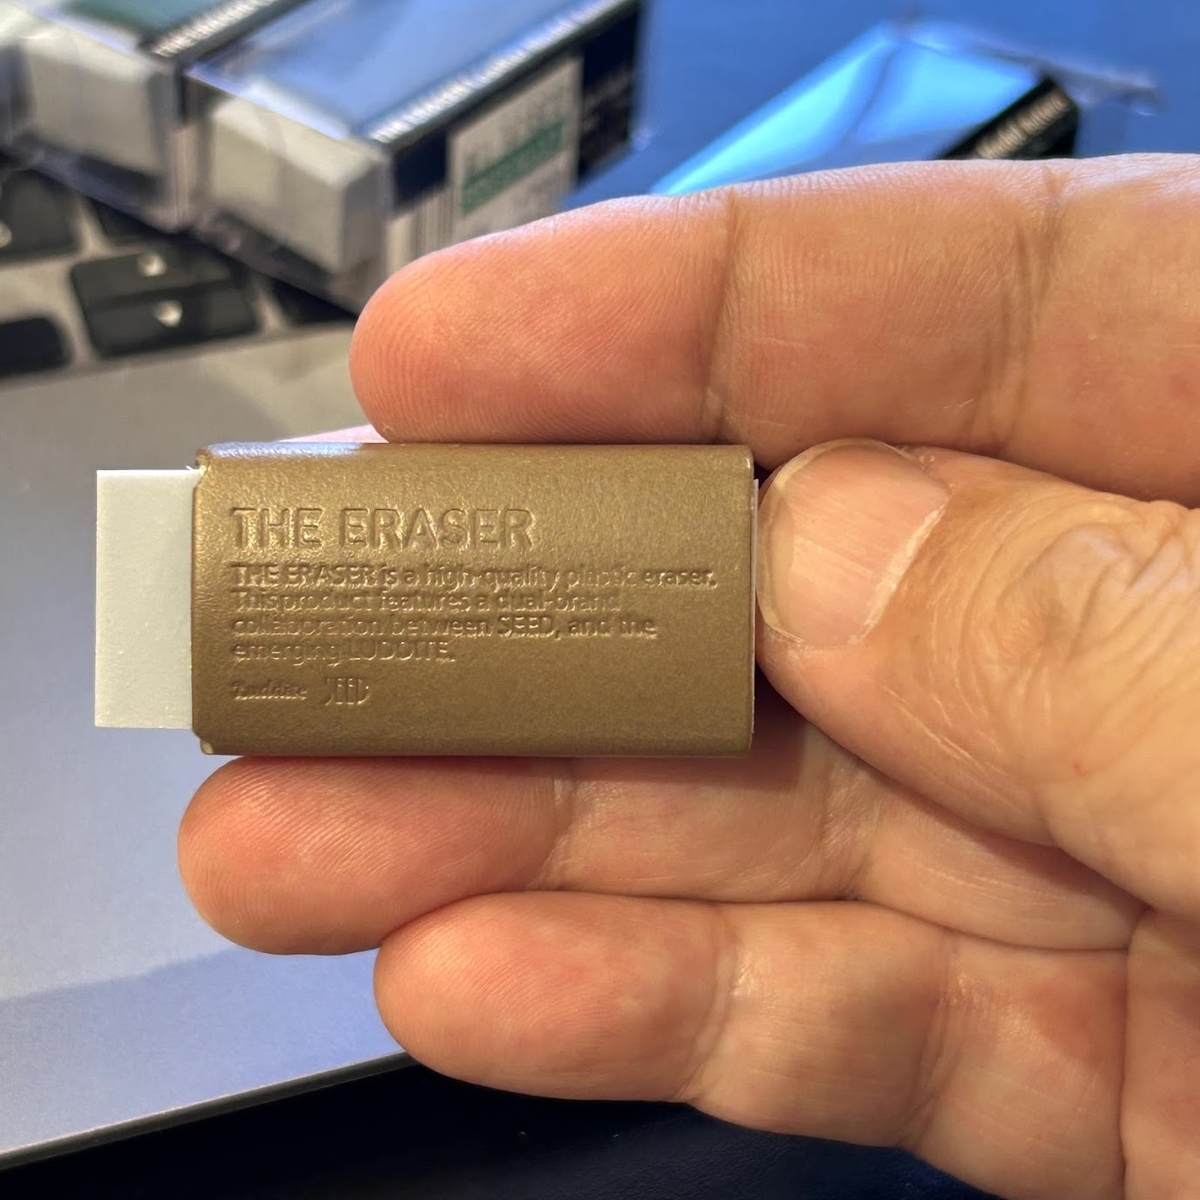 THE ERASER
THE ERASER is a high-quality plastic eraser.
This product features a dual-brand
collaboration between SEED, and the
emerging LUDDITE.
Luddite